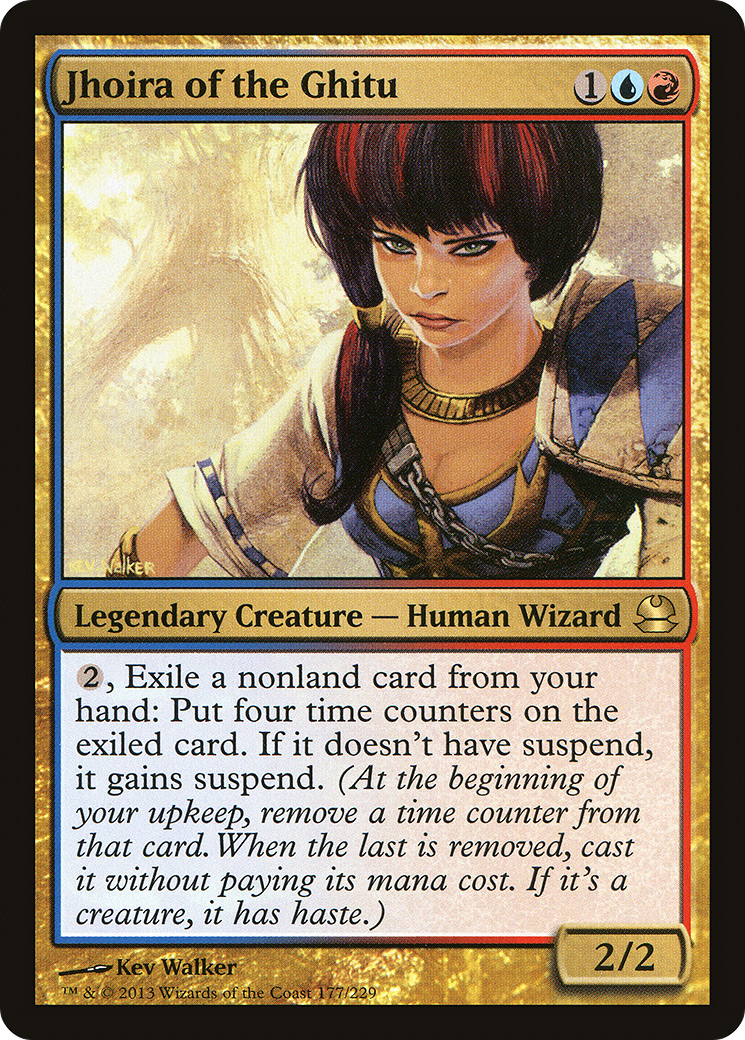 Jhoira of the Ghitu 1
Kev Walker
Legendary Creature — Human Wizard
2, Exile a nonland card from your
hand: Put four time counters on the
exiled card. If it doesn't have suspend,
it gains suspend. (At the beginning of
your upkeep, remove a time counter from
that card. When the last is removed, cast
it without paying its mana cost. If it's a
creature, it has haste.)
2/2
Kev Walker
™ & © 2013 Wizards of the Coast 177/229